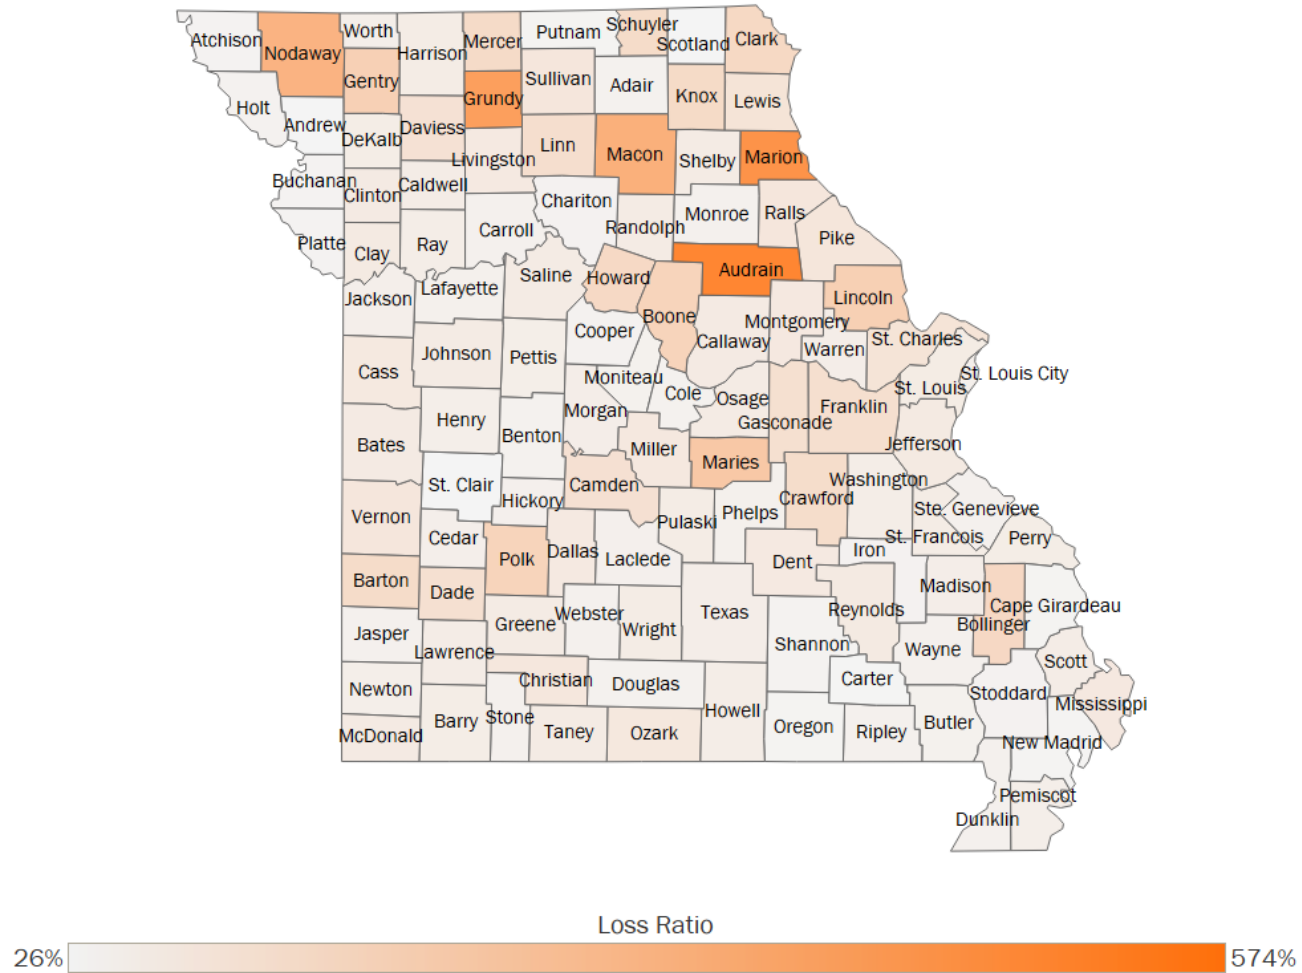 Schuyler
Atchison
Worth
Putnam
Scotland
Clark
Nodaway
Harrison
Mercer
Gentry
Sullivan
Adair
Knox
Lewis
Holt
Grundy
Andrew
DeKalb
Daviess
Linn
Macon
Shelby
Marion
Livingston
Buchanan
Clinton
Caldwell
Chariton
Randolph
Monroe
Ralls
Platte
Clay
Ray
Carroll
Pike
Saline
Howard
Audrain
Jackson
Lafayette
Boone
Lincoln
Cooper
Callaway
Montgomery
Warren
St. Charles
Johnson
Pettis
Cass
Moniteau
Cole
Osage
St. Louis
St. Louis City
Henry
Morgan
Gasconade
Franklin
Bates
Benton
Miller
Maries
Jefferson
St. Clair
Hickory
Camden
Crawford
Washington
Vernon
Pulaski
Phelps
Ste. Genevieve
Cedar
St. Francois
Perry
Polk
Dallas
Laclede
Dent
Iron
Barton
Dade
Madison
Cape Girardeau
Reynolds
Bollinger
Jasper
Greene
Webster
Wright
Texas
Shannon
Lawrence
Wayne
Scott
Newton
Christian
Douglas
Carter
Stoddard
Mississippi
McDonald
Barry
Stone
Taney
Ozark
Howell
Oregon
Ripley
Butler
New Madrid
Pemiscot
Dunklin
Loss Ratio
26%
574%